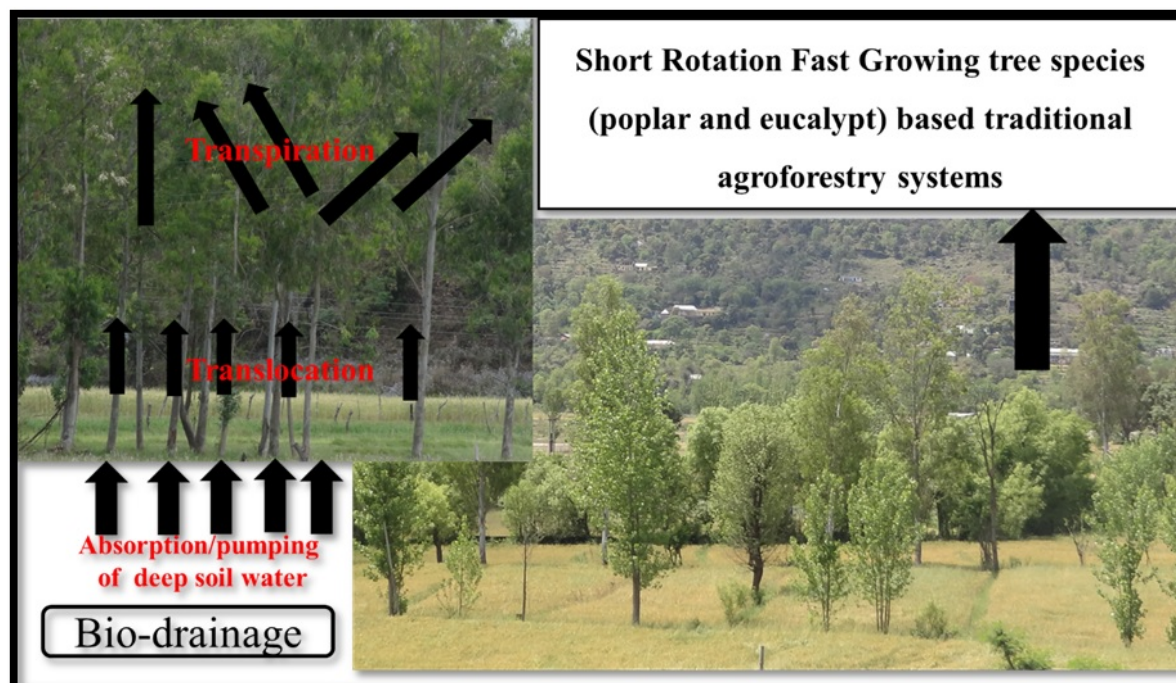 Short Rotation Fast Growing tree species
(poplar and eucalypt) based traditional
agroforestry systems
Transpiration
Translocation
Absorption/pumping
of deep soil water
Bio-drainage